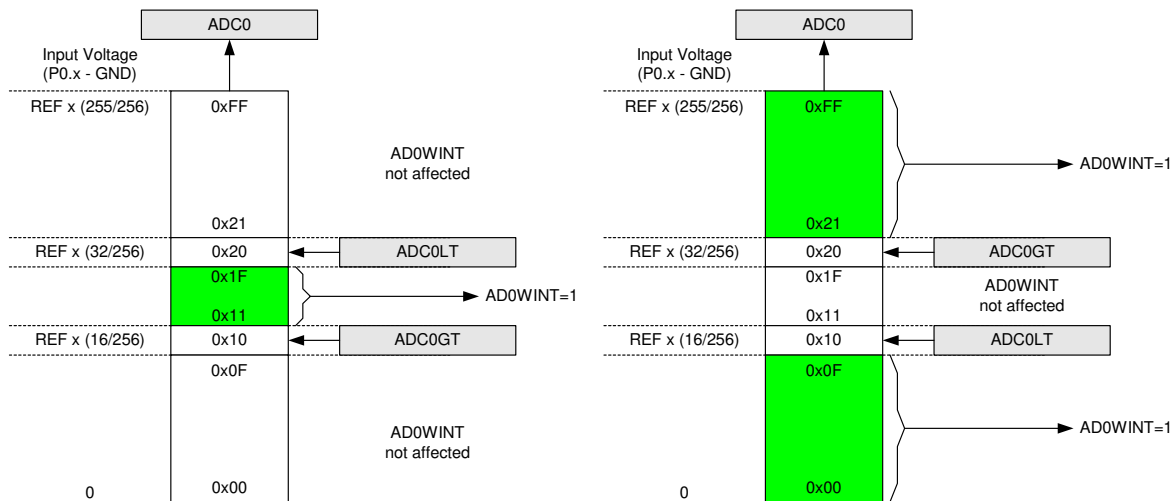 ADC0
Input Voltage
(P0.x - GND)
REF x (255/256)
0xFF
AD0WINT
not affected
0x21
REF x (32/256)
0x20
ADC0LT
0x1F
AD0WINT=1
0x11
REF x (16/256)
0x10
ADC0GT
0x0F
AD0WINT
not affected
0
0x00
ADC0
Input Voltage
(P0.x - GND)
REF x (255/256)
0xFF
AD0WINT=1
0x21
REF x (32/256)
0x20
ADC0GT
0x1F
AD0WINT
not affected
0x11
REF x (16/256)
0x10
ADC0LT
0x0F
AD0WINT=1
0
0x00